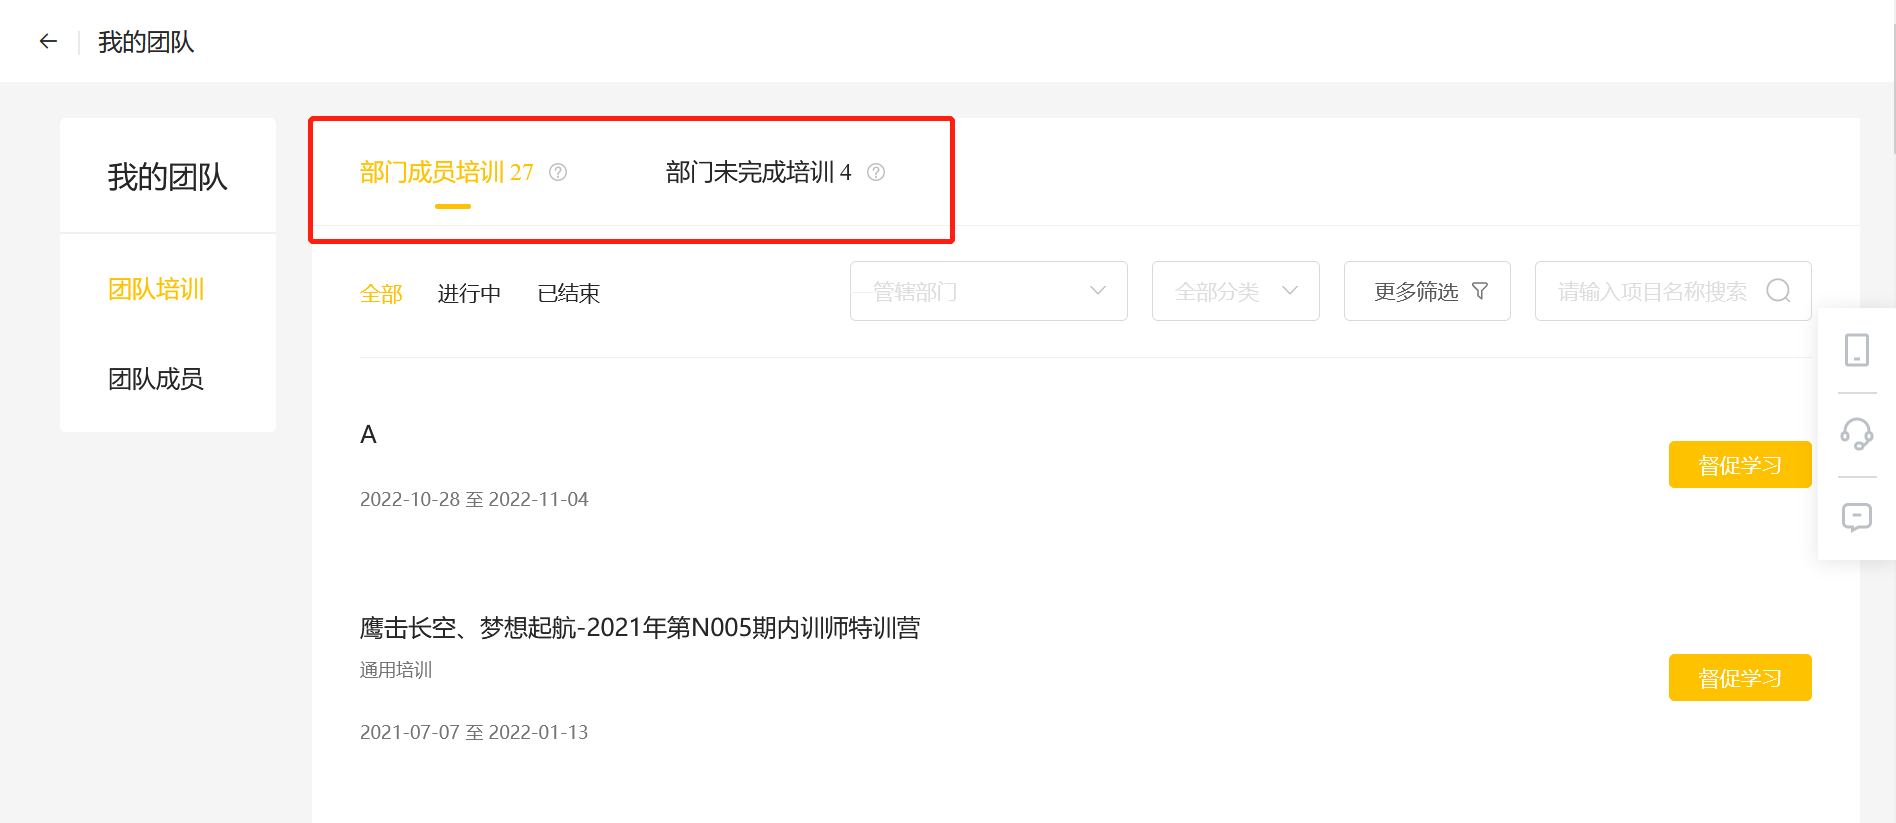 我的团队
我的团队
团队培训
团队成员
部门成员培训 27
部门未完成培训 4
全部 进行中 已结束
管辖部门
全部分类
更多筛选
请输入项目名称搜索
A
2022-10-28 至 2022-11-04
督促学习
鹰击长空、梦想起航-2021年第N005期内训师特训营
通用培训
2021-07-07 至 2022-01-13
督促学习